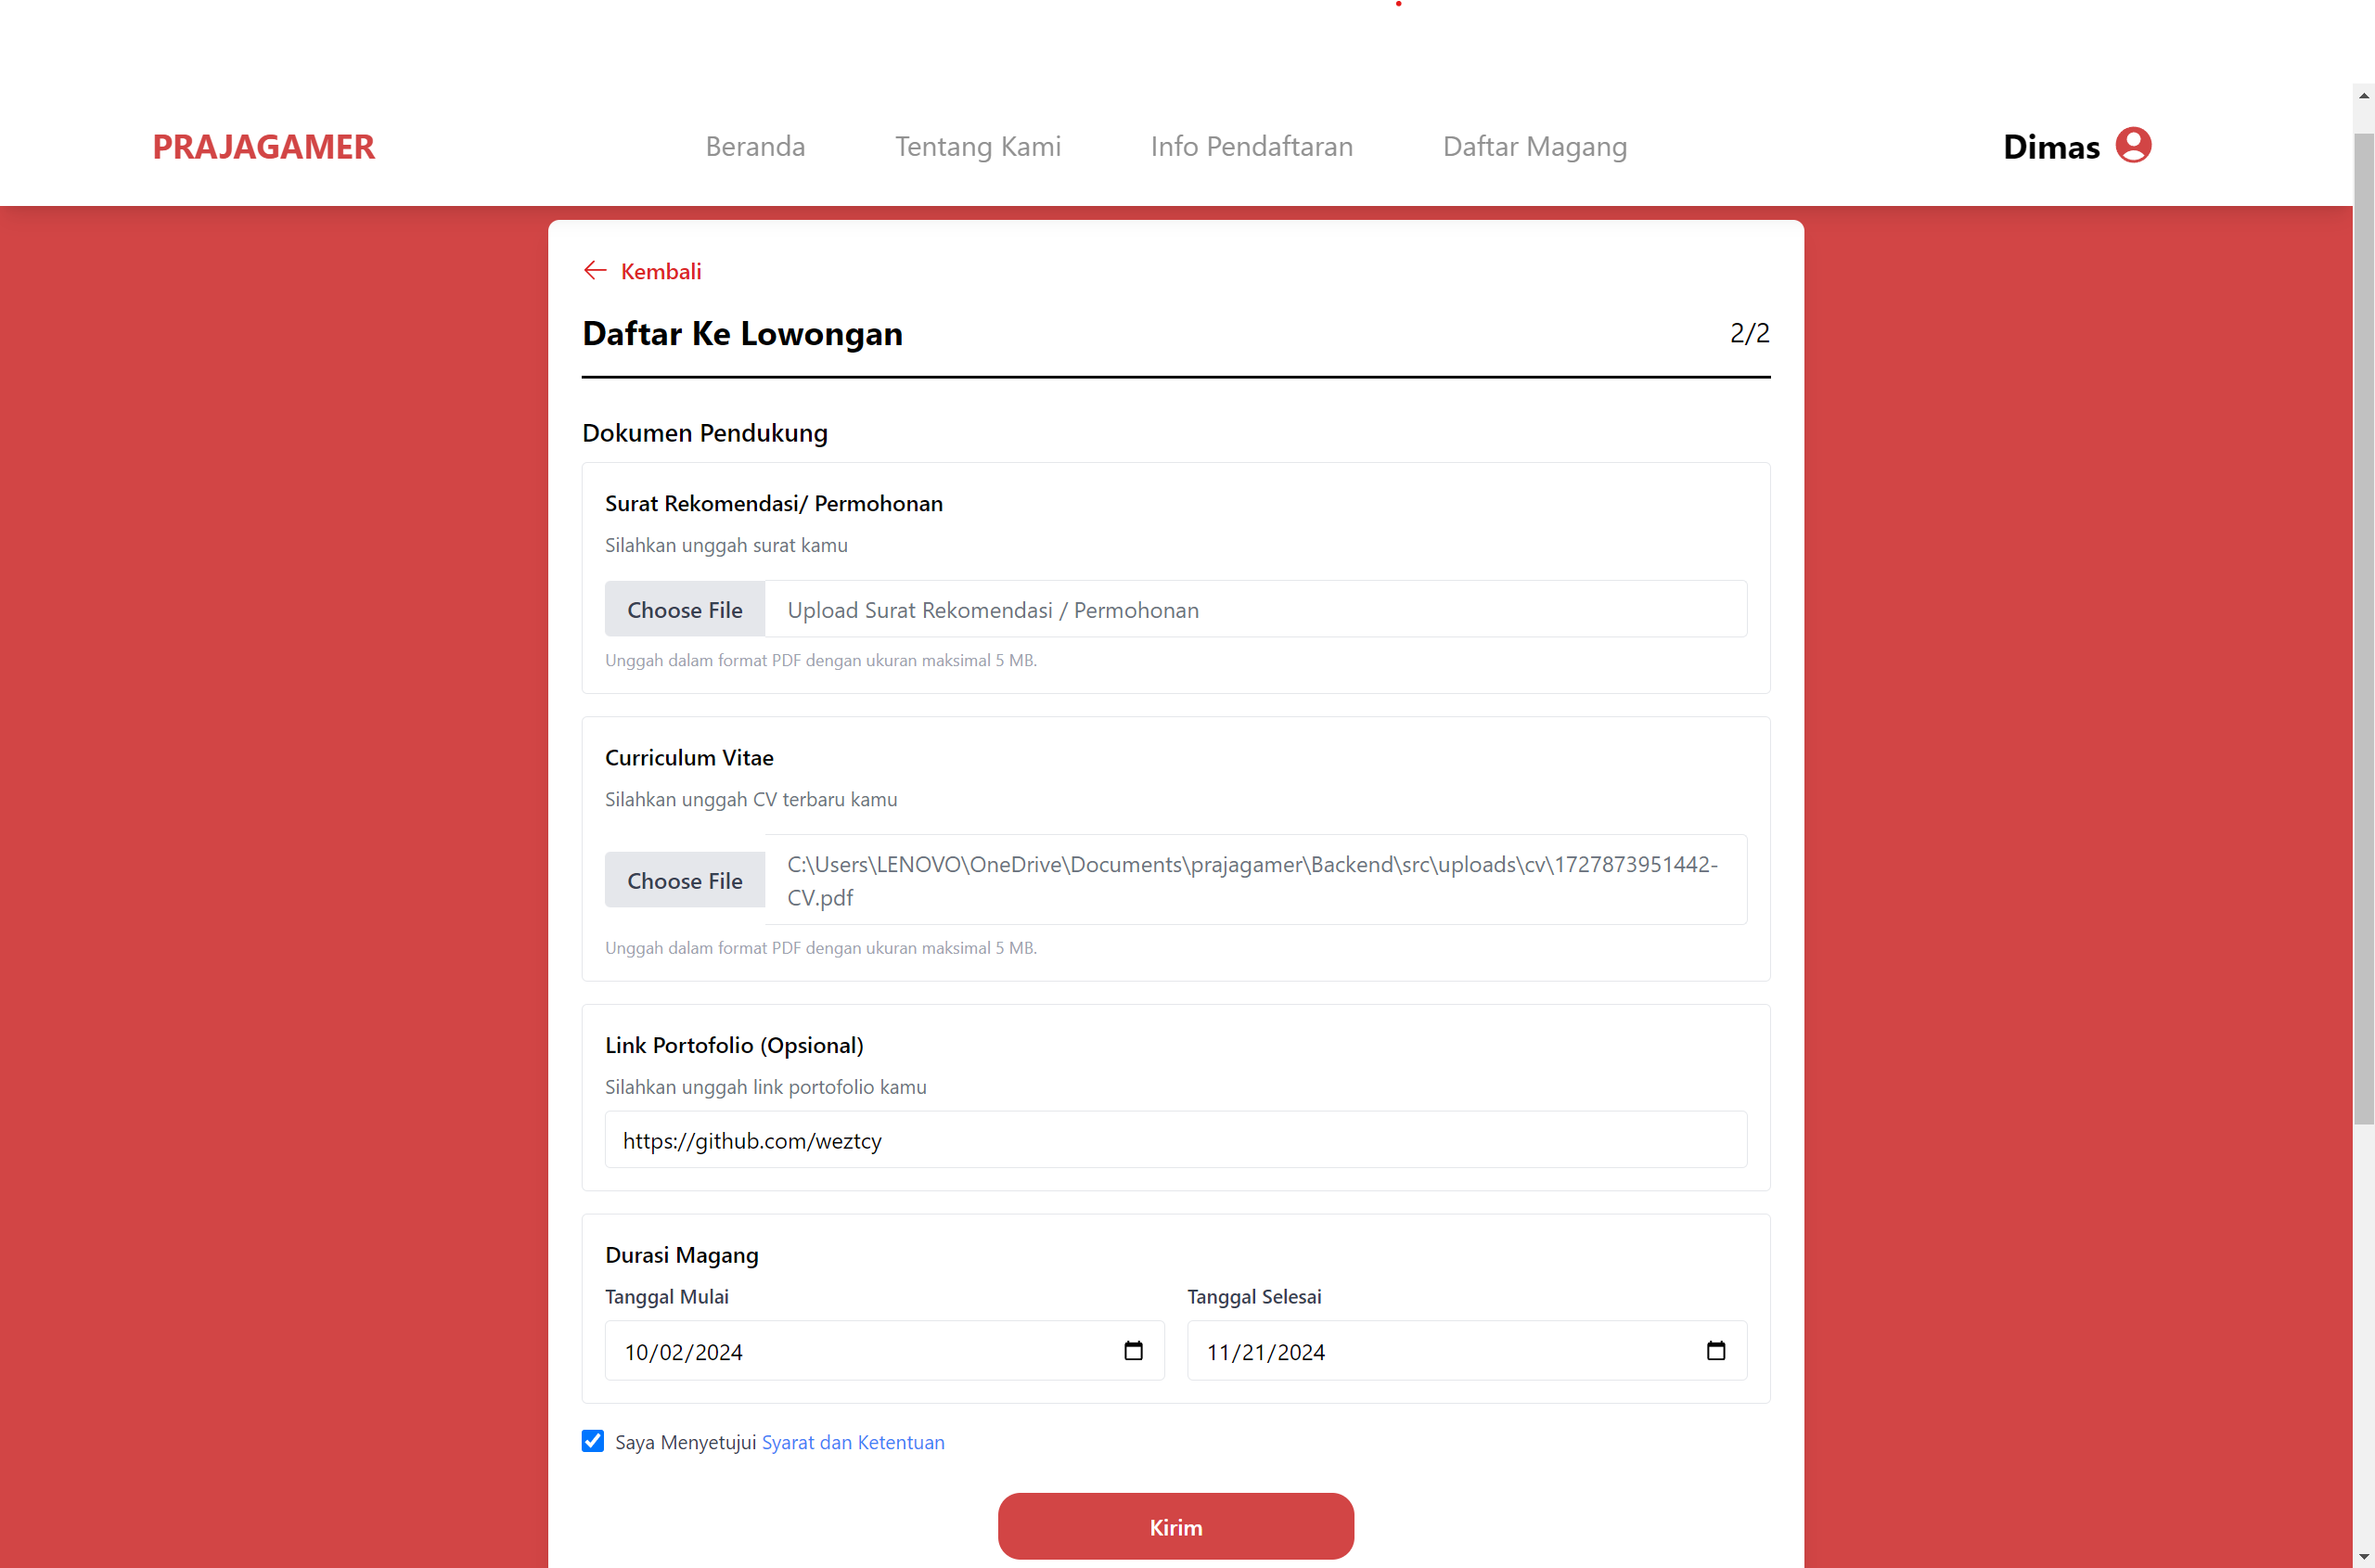 PRAJAGAMER
Beranda
Tentang Kami
Info Pendaftaran
Daftar Magang
Dimas
Kembali
Daftar Ke Lowongan
2/2
Dokumen Pendukung
Surat Rekomendasi/ Permohonan
Silahkan unggah surat kamu
Choose File
Upload Surat Rekomendasi / Permohonan
Unggah dalam format PDF dengan ukuran maksimal 5 MB.
Curriculum Vitae
Silahkan unggah CV terbaru kamu
Choose File
C:\Users\LENOVO\OneDrive\Documents\prajagamer\Backend\src\uploads\cv\1727873951442-
CV.pdf
Unggah dalam format PDF dengan ukuran maksimal 5 MB.
Link Portofolio (Opsional)
Silahkan unggah link portofolio kamu
https://github.com/weztcy
Durasi Magang
Tanggal Mulai
Tanggal Selesai
10/02/2024
11/21/2024
Saya Menyetujui Syarat dan Ketentuan
Kirim